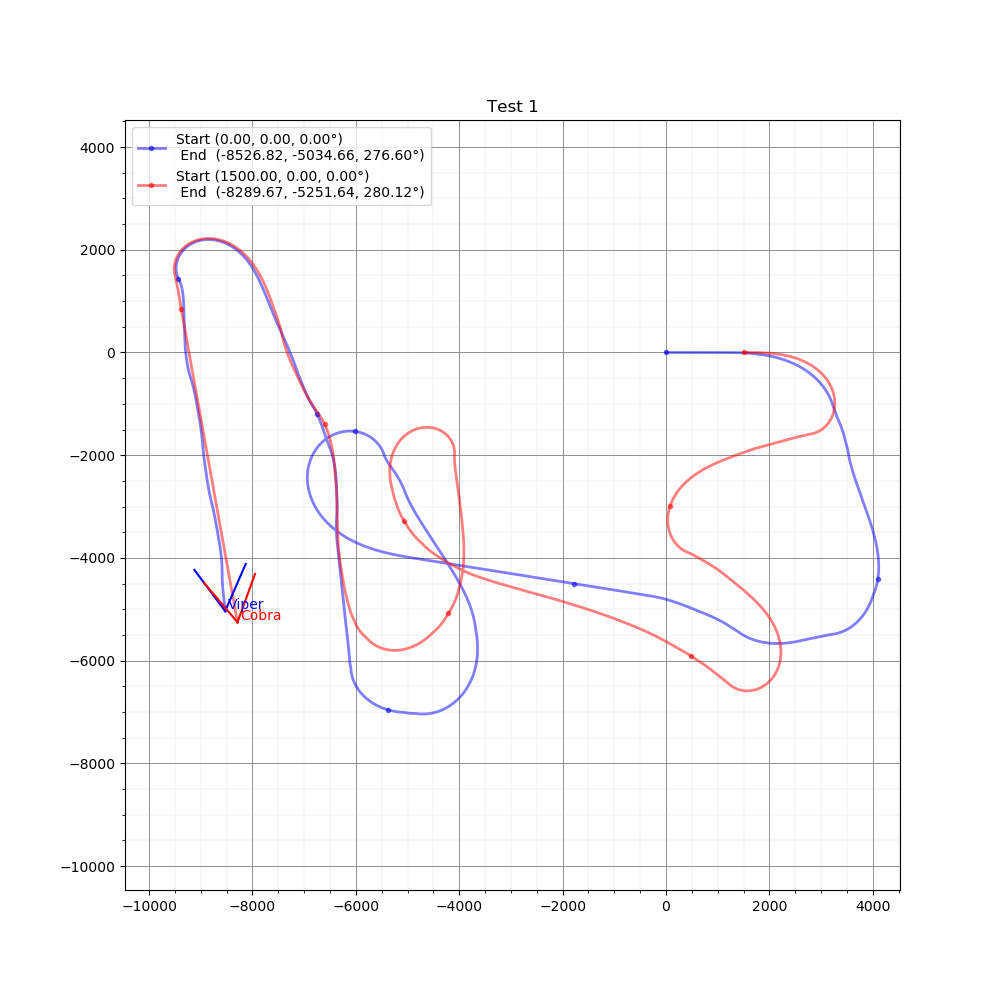 Test 1
Start (0.00, 0.00, 0.00°)
End  (-8526.82, -5034.66, 276.60°)
Start (1500.00, 0.00, 0.00°)
End  (-8289.67, -5251.64, 280.12°)
4000
2000
0
−2000
−4000
−6000
−8000
−10000
Viper
Cobra
−10000 −8000 −6000 −4000 −2000 0 2000 4000